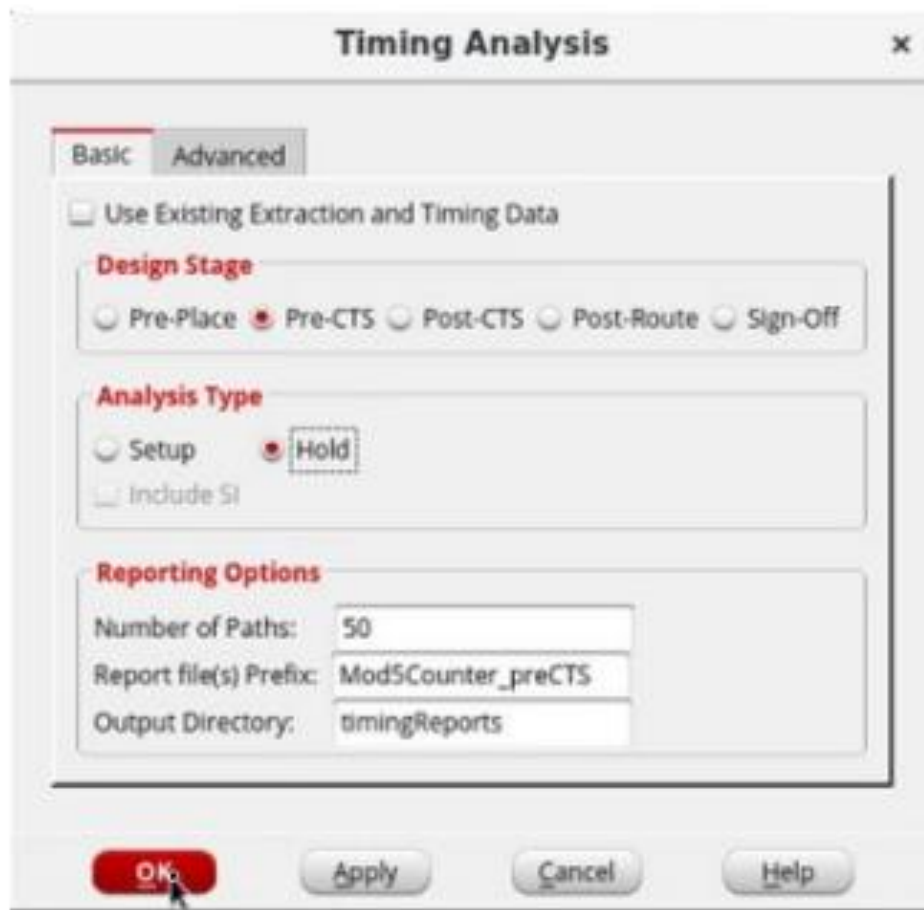 Timing Analysis ×
Basic Advanced
Use Existing Extraction and Timing Data
Design Stage
Pre-Place Pre-CTS Post-CTS Post-Route Sign-Off
Analysis Type
Setup Hold
Include SI
Reporting Options
Number of Paths: 50
Report file(s) Prefix: Mod5Counter_preCTS
Output Directory: timingReports
OK Apply Cancel Help